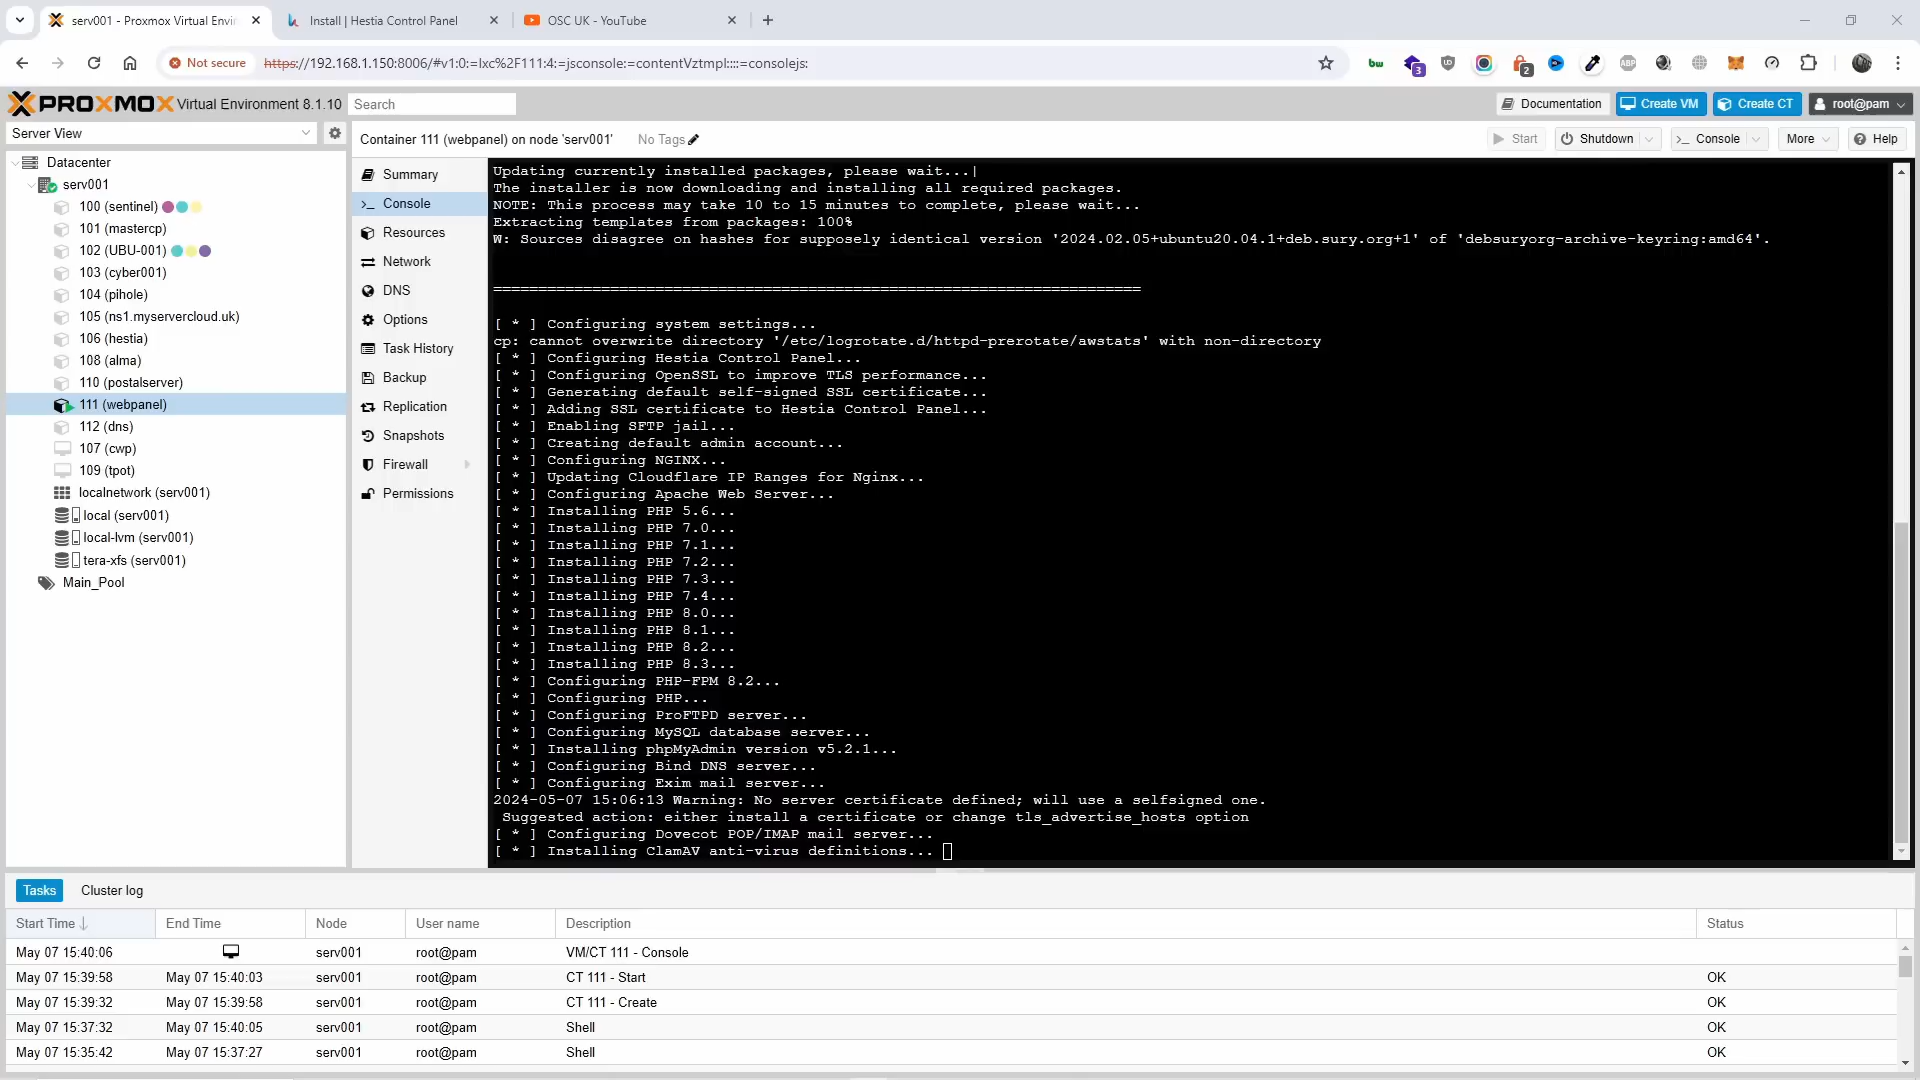 serv001 - Proxmox Virtual Envir
Install | Hestia Control Panel
OSC UK - YouTube
Not secure
https://192.168.1.150:8006/#v1:0:=lxc%2F111:4:=jsconsole:=contentVztmpl::::=consolejs:
bw
3
2
ABP
PROXMOX Virtual Environment 8.1.10
Search
Documentation
Create VM
Create CT
root@pam
Server View
Container 111 (webpanel) on node 'serv001'
No Tags
Start
Shutdown
Console
More
Help
Datacenter
serv001
100 (sentinel)
101 (mastercp)
102 (UBU-001)
103 (cyber001)
104 (pihole)
105 (ns1.myservercloud.uk)
106 (hestia)
108 (alma)
110 (postalserver)
111 (webpanel)
112 (dns)
107 (cwp)
109 (tpot)
localnetwork (serv001)
local (serv001)
local-lvm (serv001)
tera-xfs (serv001)
Main_Pool
Summary
Console
Resources
Network
DNS
Options
Task History
Backup
Replication
Snapshots
Firewall
Permissions
Updating currently installed packages, please wait...|
The installer is now downloading and installing all required packages.
NOTE: This process may take 10 to 15 minutes to complete, please wait...
Extracting templates from packages: 100%
W: Sources disagree on hashes for supposely identical version '2024.02.05+ubuntu20.04.1+deb.sury.org+1' of 'debsuryorg-archive-keyring:amd64'.
========================================================================
[ * ] Configuring system settings...
cp: cannot overwrite directory '/etc/logrotate.d/httpd-prerotate/awstats' with non-directory
[ * ] Configuring Hestia Control Panel...
[ * ] Configuring OpenSSL to improve TLS performance...
[ * ] Generating default self-signed SSL certificate...
[ * ] Adding SSL certificate to Hestia Control Panel...
[ * ] Enabling SFTP jail...
[ * ] Creating default admin account...
[ * ] Configuring NGINX...
[ * ] Updating Cloudflare IP Ranges for Nginx...
[ * ] Configuring Apache Web Server...
[ * ] Installing PHP 5.6...
[ * ] Installing PHP 7.0...
[ * ] Installing PHP 7.1...
[ * ] Installing PHP 7.2...
[ * ] Installing PHP 7.3...
[ * ] Installing PHP 7.4...
[ * ] Installing PHP 8.0...
[ * ] Installing PHP 8.1...
[ * ] Installing PHP 8.2...
[ * ] Installing PHP 8.3...
[ * ] Configuring PHP-FPM 8.2...
[ * ] Configuring PHP...
[ * ] Configuring ProFTPD server...
[ * ] Configuring MySQL database server...
[ * ] Installing phpMyAdmin version v5.2.1...
[ * ] Configuring Bind DNS server...
[ * ] Configuring Exim mail server...
2024-05-07 15:06:13 Warning: No server certificate defined; will use a selfsigned one.
Suggested action: either install a certificate or change tls_advertise_hosts option
[ * ] Configuring Dovecot POP/IMAP mail server...
[ * ] Installing ClamAV anti-virus definitions...
Tasks
Cluster log
Start Time
End Time
Node
User name
Description
Status
May 07 15:40:06
serv001
root@pam
VM/CT 111 - Console
May 07 15:39:58
May 07 15:40:03
serv001
root@pam
CT 111 - Start
OK
May 07 15:39:32
May 07 15:39:58
serv001
root@pam
CT 111 - Create
OK
May 07 15:37:32
May 07 15:40:05
serv001
root@pam
Shell
OK
May 07 15:35:42
May 07 15:37:27
serv001
root@pam
Shell
OK